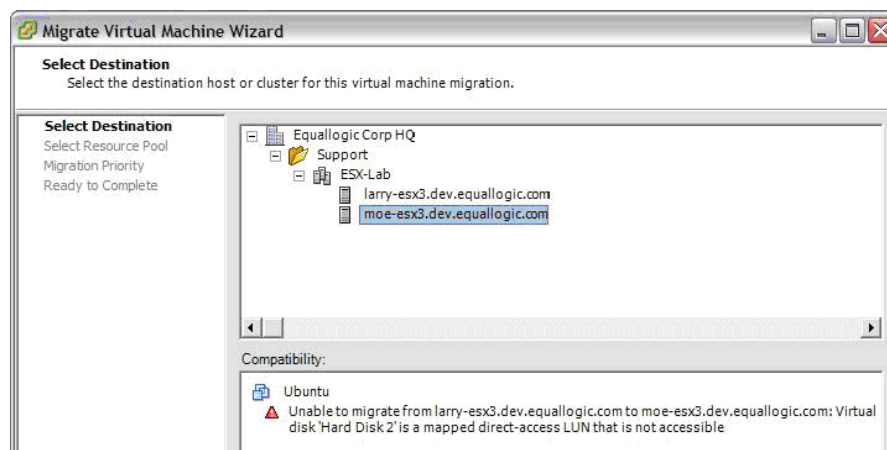 Migrate Virtual Machine Wizard
Select Destination
Select the destination host or cluster for this virtual machine migration.
Select Destination
Select Resource Pool
Migration Priority
Ready to Complete
Equallogic Corp HQ
Support
ESX-Lab
larry-esx3.dev.equallogic.com
moe-esx3.dev.equallogic.com
Compatibility:
Ubuntu
Unable to migrate from larry-esx3.dev.equallogic.com to moe-esx3.dev.equallogic.com: Virtual
disk 'Hard Disk 2' is a mapped direct-access LUN that is not accessible